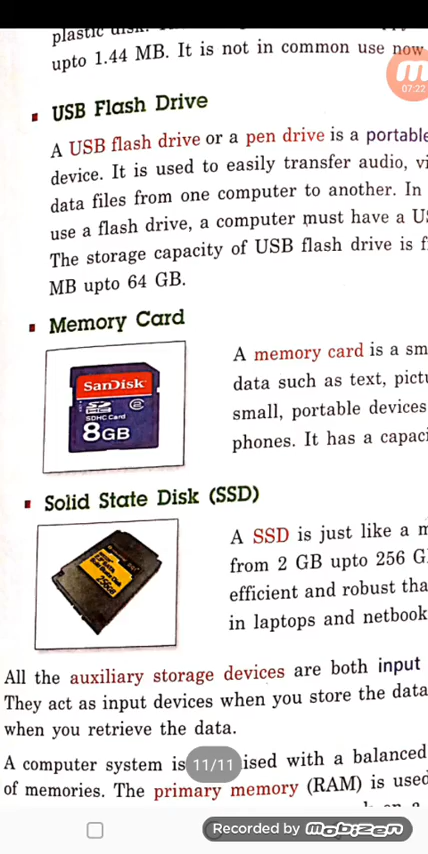 plastic disk.
upto 1.44 MB. It is not in common use now
07:22
USB Flash Drive
A USB flash drive or a pen drive is a portable
device. It is used to easily transfer audio, vi
data files from one computer to another. In
use a flash drive, a computer must have a U
The storage capacity of USB flash drive is f
MB upto 64 GB.
Memory Card
SanDisk
SDHC Card
8GB
A memory card is a sm
data such as text, pictu
small, portable devices
phones. It has a capaci
Solid State Disk (SSD)
256GB
A SSD is just like a m
from 2 GB upto 256 G
efficient and robust tha
in laptops and netbook
All the auxiliary storage devices are both input
They act as input devices when you store the data
when you retrieve the data.
A computer system is ised with a balanced
11/11
of memories. The primary memory (RAM) is used
Recorded by Mobizen